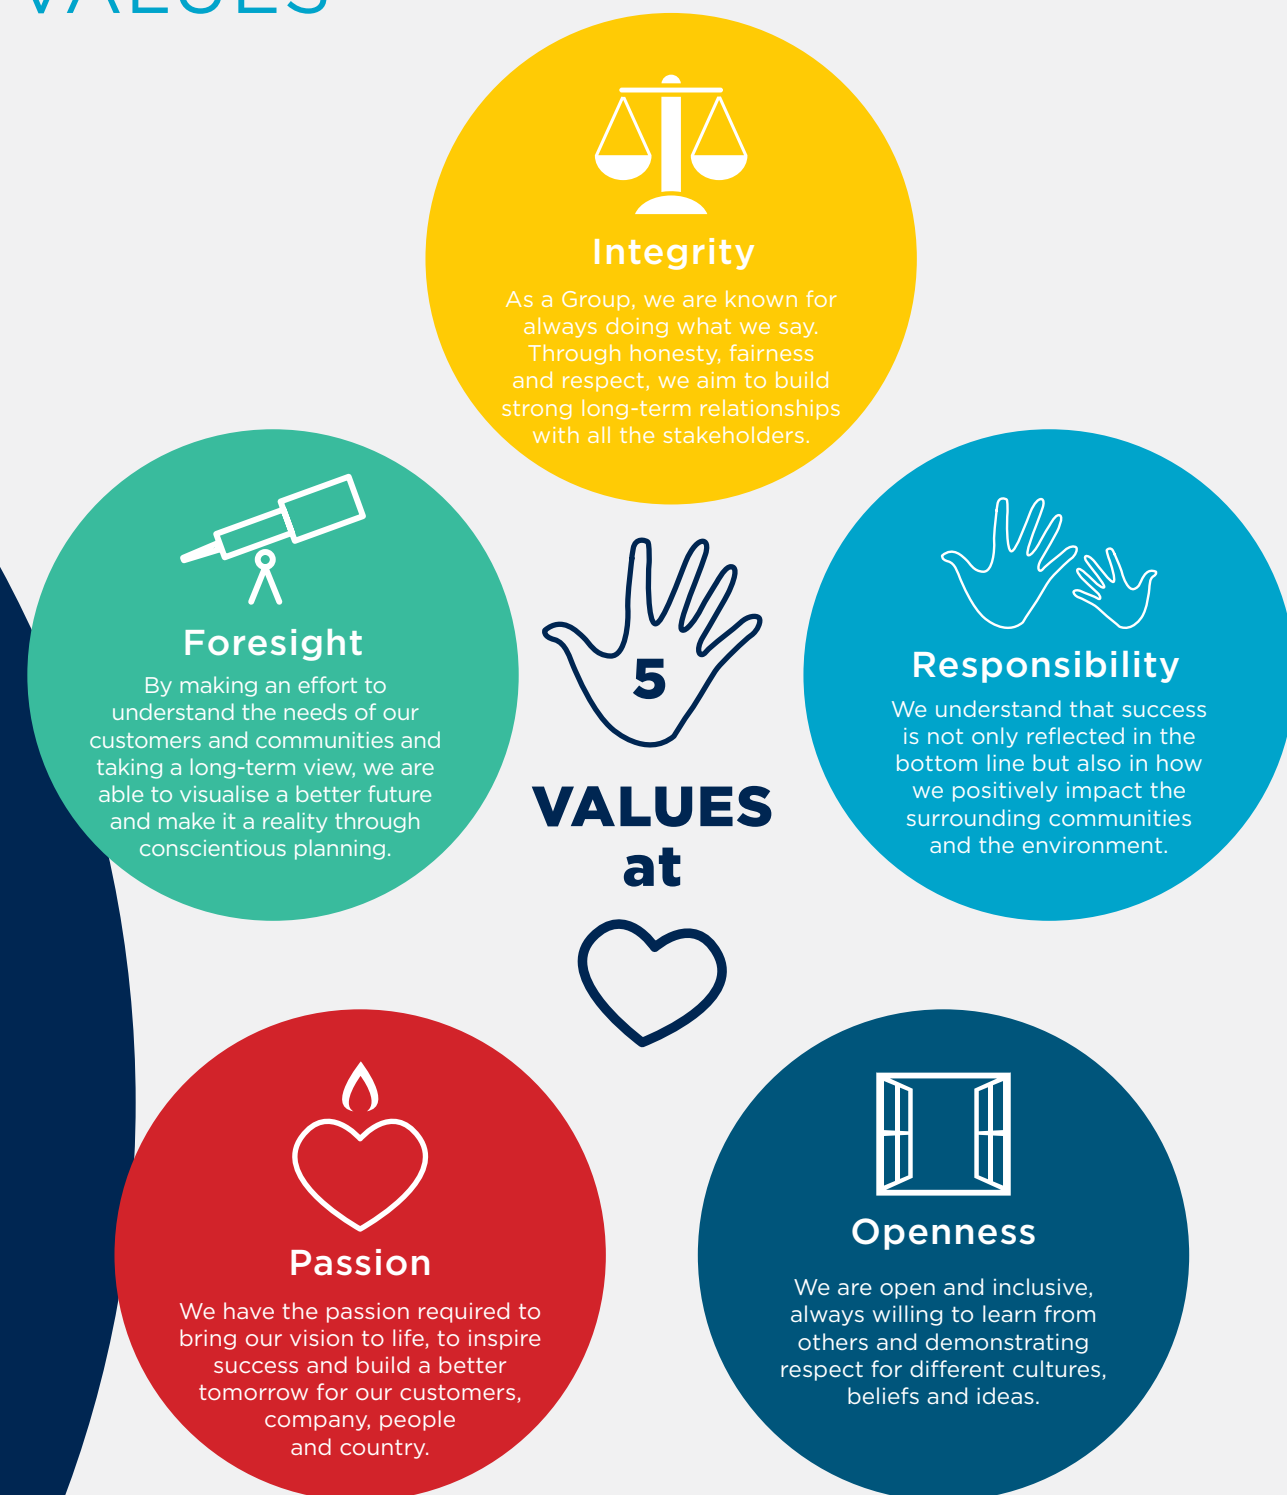 VALUES
Integrity
As a Group, we are known for
always doing what we say.
Through honesty, fairness
and respect, we aim to build
strong long-term relationships
with all the stakeholders.
Foresight
By making an effort to
understand the needs of our
customers and communities and
taking a long-term view, we are
able to visualise a better future
and make it a reality through
conscientious planning.
5
VALUES
at
Responsibility
We understand that success
is not only reflected in the
bottom line but also in how
we positively impact the
surrounding communities
and the environment.
Passion
We have the passion required to
bring our vision to life, to inspire
success and build a better
tomorrow for our customers,
company, people
and country.
Openness
We are open and inclusive,
always willing to learn from
others and demonstrating
respect for different cultures,
beliefs and ideas.